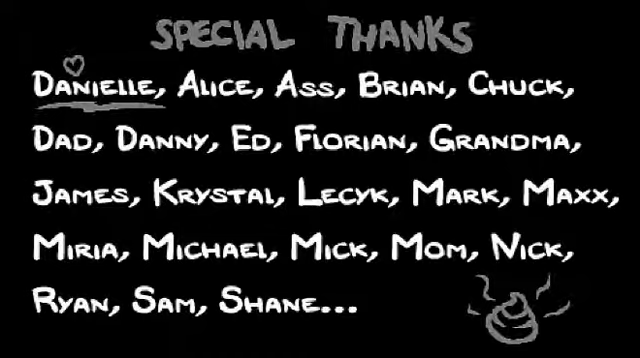 SPECIAL THANKS
DANIELLE, ALICE, ASS, BRIAN, CHUCK,
DAD, DANNY, ED, FLORIAN, GRANDMA,
JAMES, KRYSTAL, LECYK, MARK, MAXX,
MIRIA, MICHAEL, MICK, MOM, NICK,
RYAN, SAM, SHANE...